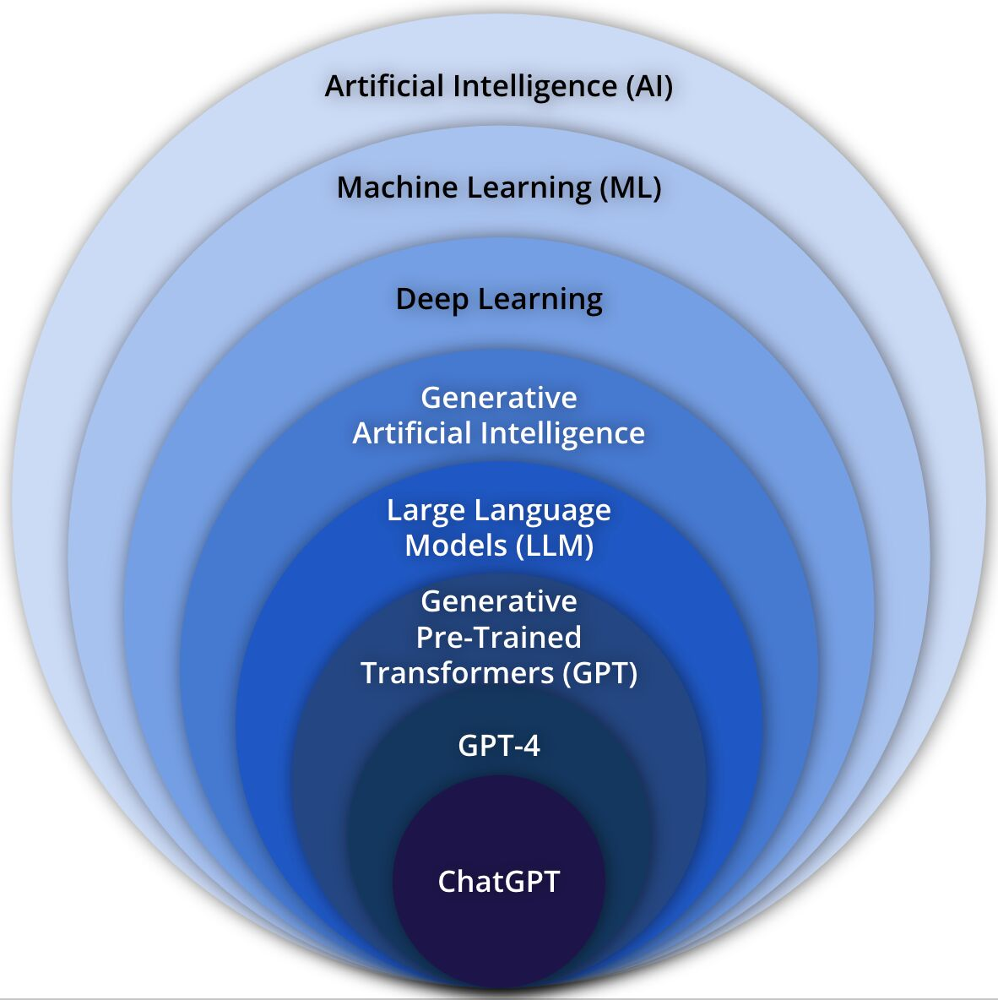 Artificial Intelligence (AI)
Machine Learning (ML)
Deep Learning
Generative
Artificial Intelligence
Large Language
Models (LLM)
Generative
Pre-Trained
Transformers (GPT)
GPT-4
ChatGPT